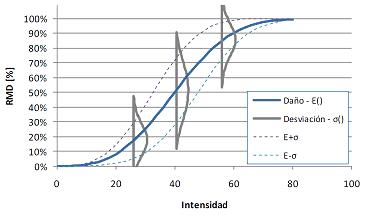 100%
90%
80%
70%
60%
50%
40%
30%
20%
10%
0%
RMD [%]
0 20 40 60 80 100
Intensidad
Daño - E()
Desviación - σ()
E+σ
E-σ